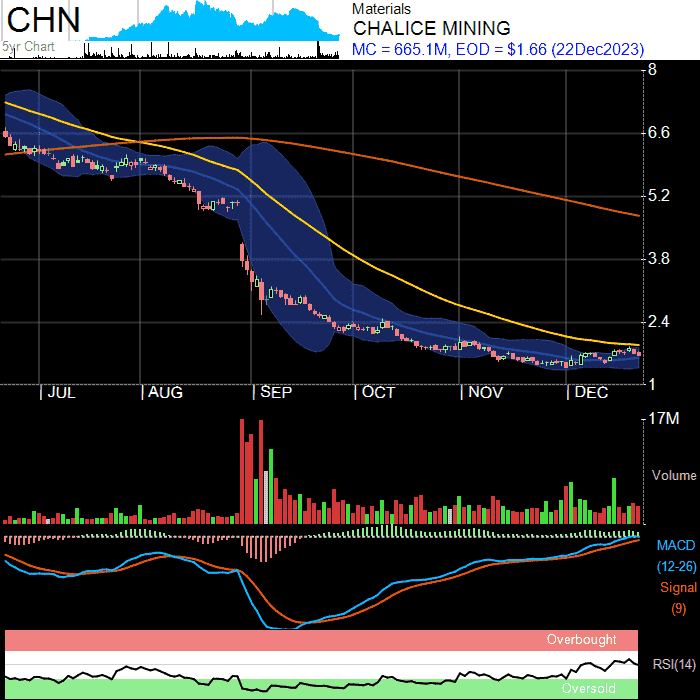 CHN
5yr Chart
Materials
CHALICE MINING
MC = 665.1M, EOD = $1.66 (22Dec2023)
8
6.6
5.2
3.8
2.4
1
JUL AUG SEP OCT NOV DEC
17M
Volume
MACD
(12-26)
Signal
(9)
Overbought
RSI(14)
Oversold